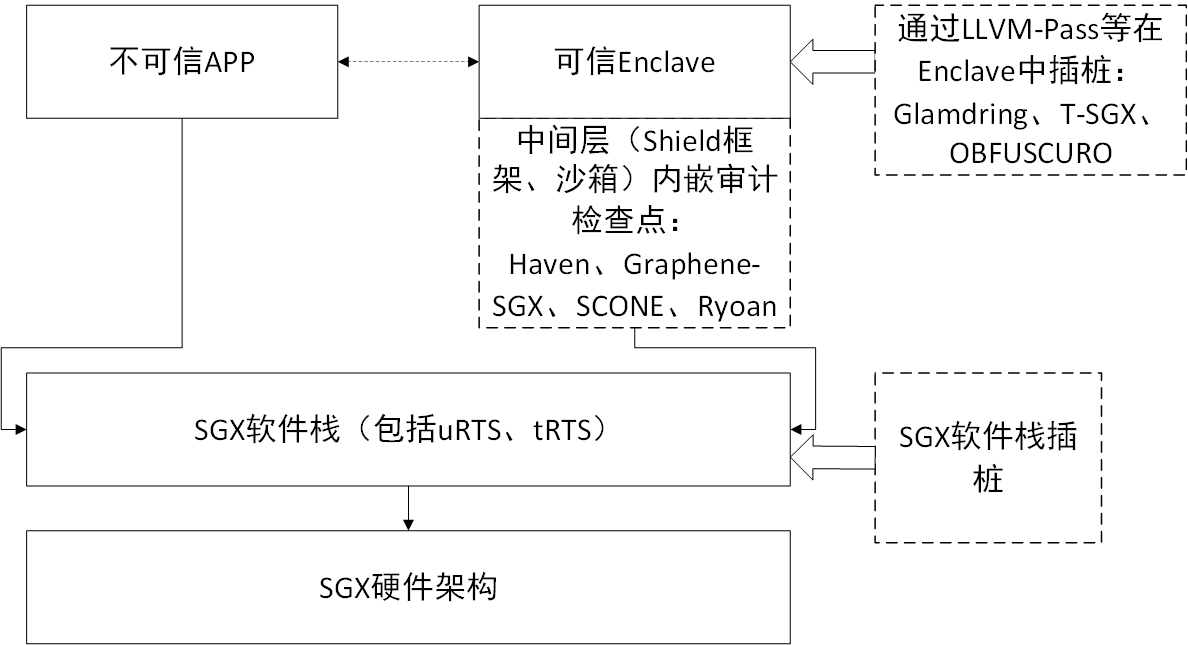 不可信APP
可信Enclave
通过LLVM-Pass等在
Enclave中插桩：
Glamdring、T-SGX、
OBFUSCURO
中间层（Shield框
架、沙箱）内嵌审计
检查点：
Haven、Graphene-
SGX、SCONE、Ryoan
SGX软件栈（包括uRTS、tRTS）
SGX软件栈插
桩
SGX硬件架构